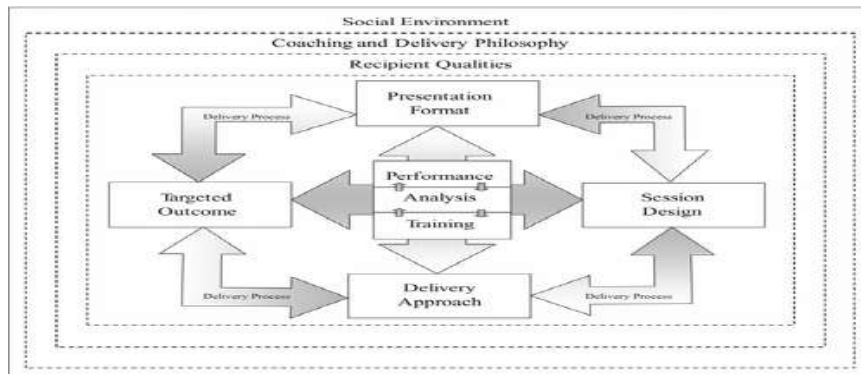 Social Environment
Coaching and Delivery Philosophy
Recipient Qualities
Presentation
Format
Delivery Process
Delivery Process
Performance
Targeted
Outcome
Analysis
Session
Design
Training
Delivery
Approach
Delivery Process
Delivery Process